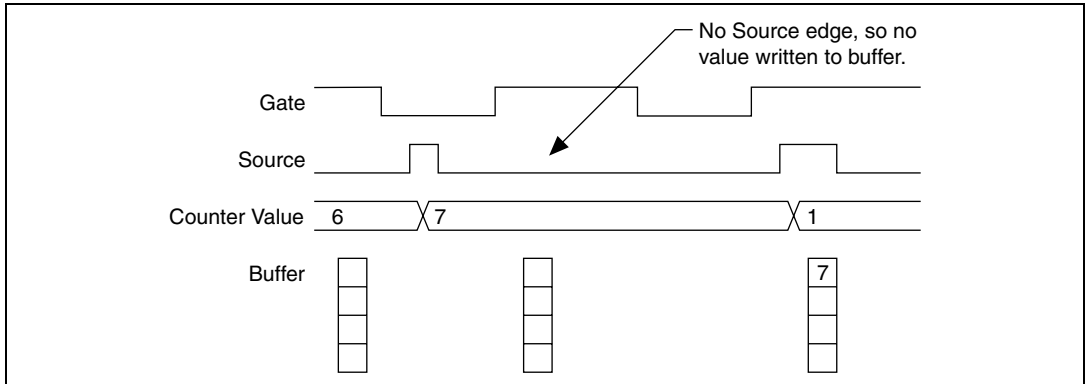 No Source edge, so no
value written to buffer.
Gate
Source
Counter Value 6 7 1
Buffer 7